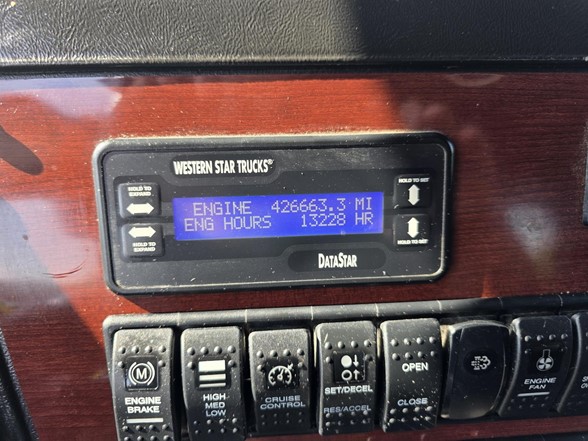 WESTERN STAR TRUCKS®
HOLD TO
EXPAND
HOLD TO SET
ENGINE 426663.3 MI
ENG HOURS 13228 HR
HOLD TO
EXPAND
HOLD TO SET
DATASTAR
M
ENGINE
BRAKE
HIGH
MED
LOW
CRUISE
CONTROL
SET/DECEL
RES/ACCEL
OPEN
CLOSE
ENGINE
FAN